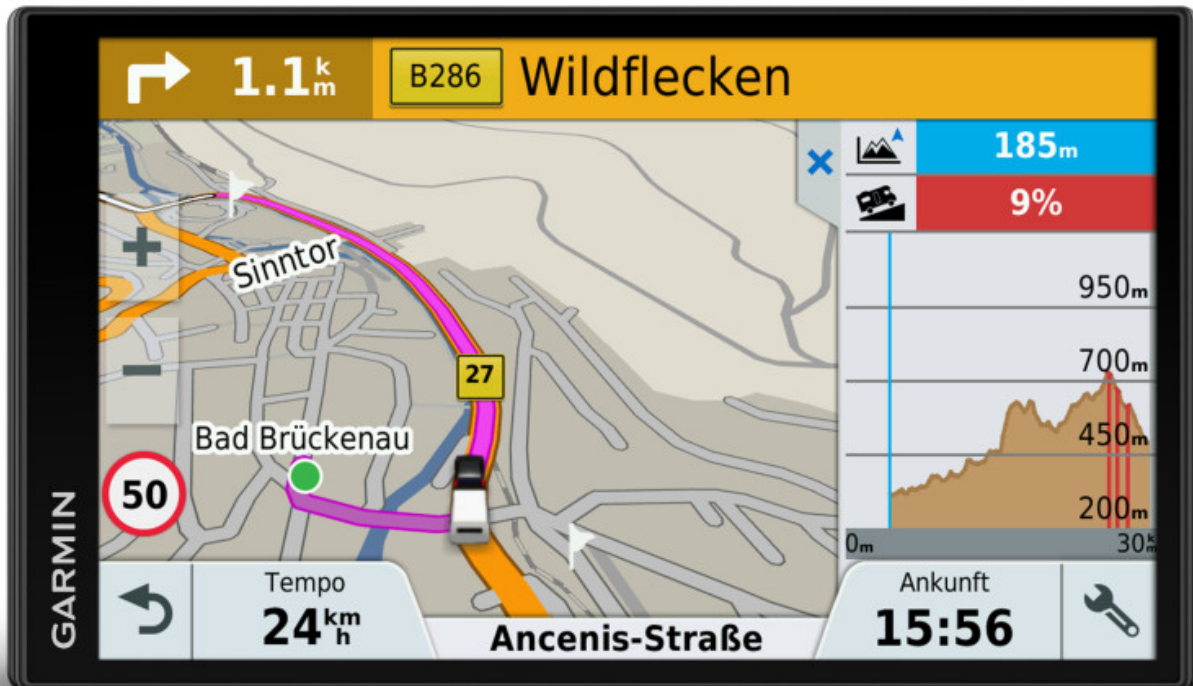 1.1 km
B286
Wildflecken
185m
9%
Sinntor
950m
700m
27
Bad Brückenau
450m
50
200m
0m
30km
GARMIN
Tempo
24 km h
Ancenis-Straße
Ankunft
15:56